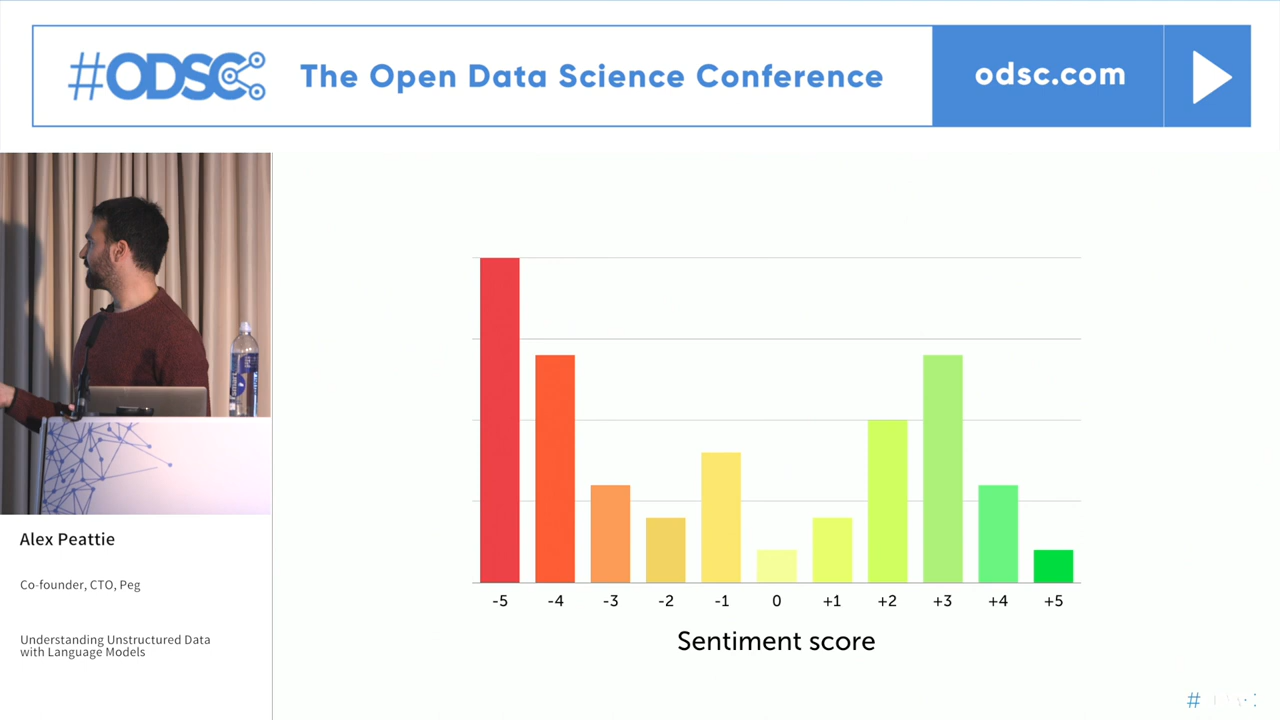 #ODSC
The Open Data Science Conference
odsc.com
Alex Peattie
Co-founder, CTO, Peg
Understanding Unstructured Data
with Language Models
-5 -4 -3 -2 -1 0 +1 +2 +3 +4 +5
Sentiment score
#